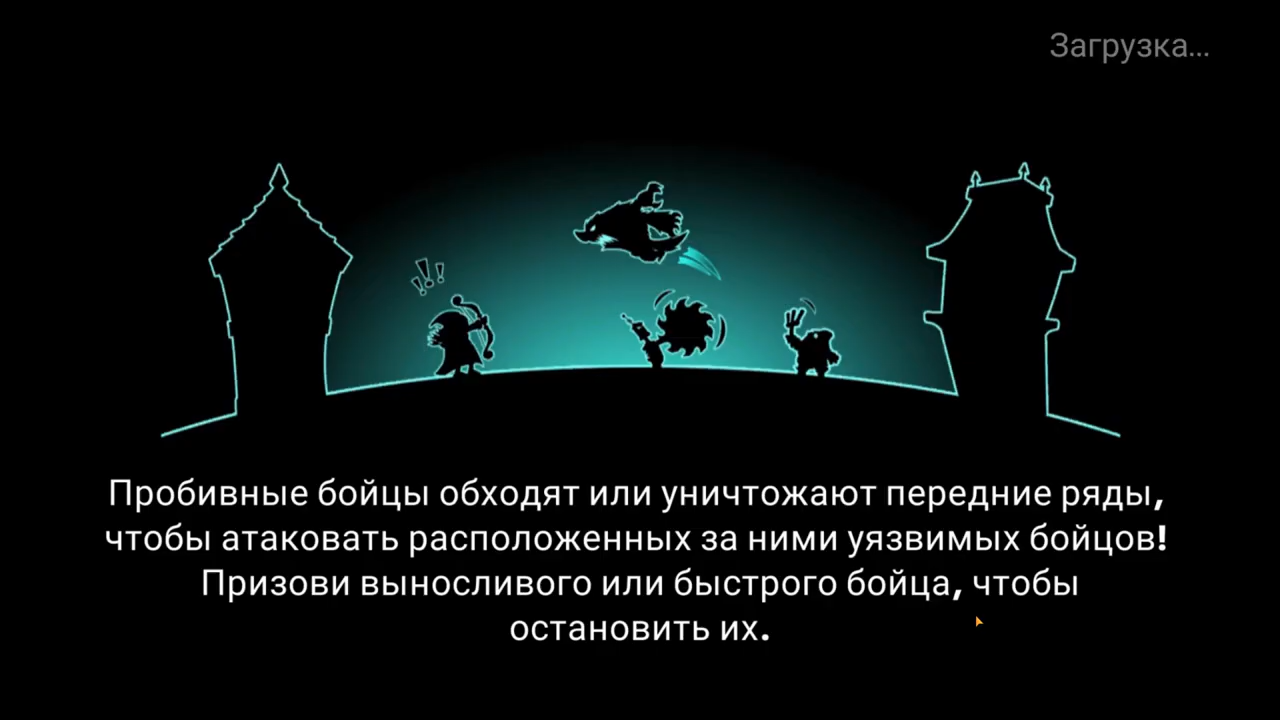 Загрузка...
Пробивные бойцы обходят или уничтожают передние ряды,
чтобы атаковать расположенных за ними уязвимых бойцов!
Призови выносливого или быстрого бойца, чтобы
остановить их.